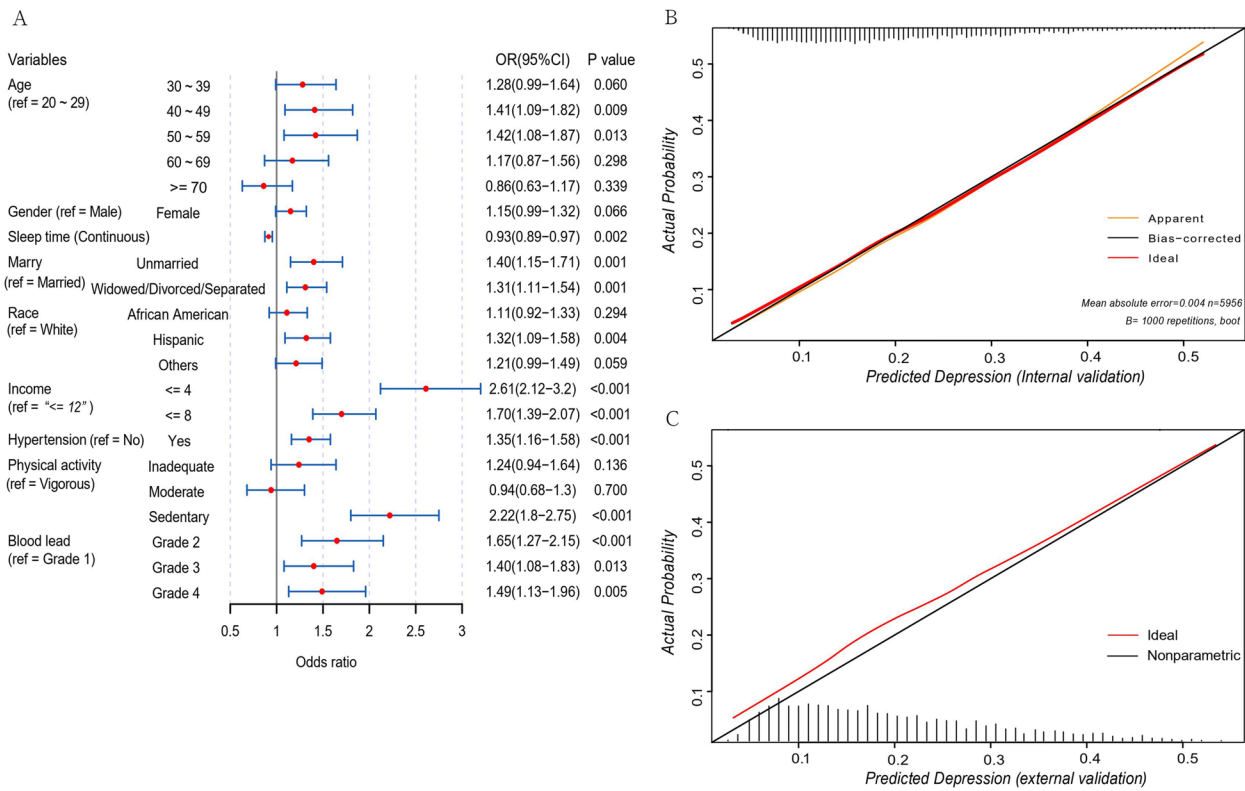 A
Variables OR(95%CI) P value
Age 30 ~ 39 1.28(0.99−1.64) 0.060
(ref = 20 ~ 29)
40 ~ 49 1.41(1.09−1.82) 0.009
50 ~ 59 1.42(1.08−1.87) 0.013
60 ~ 69 1.17(0.87−1.56) 0.298
>= 70 0.86(0.63−1.17) 0.339
Gender (ref = Male) Female 1.15(0.99−1.32) 0.066
Sleep time (Continuous) 0.93(0.89−0.97) 0.002
Marry Unmarried 1.40(1.15−1.71) 0.001
(ref = Married)
Widowed/Divorced/Separated 1.31(1.11−1.54) 0.001
Race African American 1.11(0.92−1.33) 0.294
(ref = White)
Hispanic 1.32(1.09−1.58) 0.004
Others 1.21(0.99−1.49) 0.059
Income <= 4 2.61(2.12−3.2) <0.001
(ref = “<= 12” )
<= 8 1.70(1.39−2.07) <0.001
Hypertension (ref = No) Yes 1.35(1.16−1.58) <0.001
Physical activity Inadequate 1.24(0.94−1.64) 0.136
(ref = Vigorous)
Moderate 0.94(0.68−1.3) 0.700
Sedentary 2.22(1.8−2.75) <0.001
Blood lead Grade 2 1.65(1.27−2.15) <0.001
(ref = Grade 1)
Grade 3 1.40(1.08−1.83) 0.013
Grade 4 1.49(1.13−1.96) 0.005
0.5 1 1.5 2 2.5 3
Odds ratio
B
Actual Probability
0.5
0.4
0.3
0.2
0.1
Apparent
Bias−corrected
Ideal
Mean absolute error=0.004 n=5956
B= 1000 repetitions, boot
0.1 0.2 0.3 0.4 0.5
Predicted Depression (Internal validation)
C
Actual Probability
0.5
0.4
0.3
0.2
0.1
Ideal
Nonparametric
0.1 0.2 0.3 0.4 0.5
Predicted Depression (external validation)